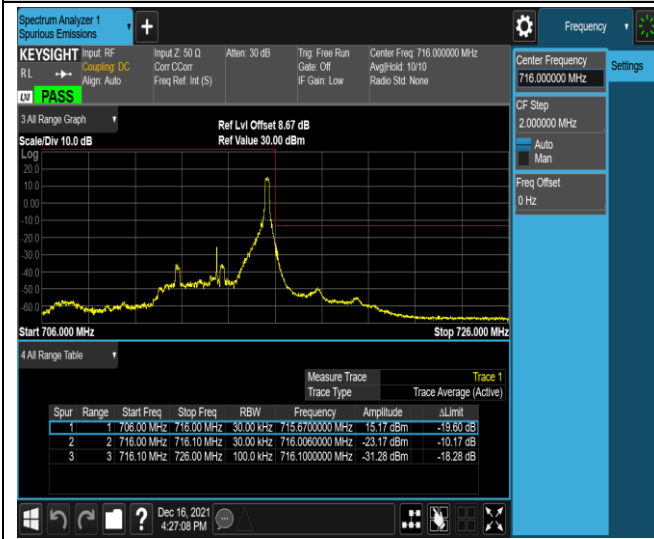 Spectrum Analyzer 1
Spurious Emissions
Frequency
KEYSIGHT
R L
Input: RF
Coupling: DC
Align: Auto
Input Z: 50 Ω
Corr CCorr
Freq Ref: Int (S)
Atten: 30 dB
Trig: Free Run
Gate: Off
IF Gain: Low
Center Freq: 716.000000 MHz
Avg|Hold: 10/10
Radio Std: None
LXI PASS
Center Frequency
716.000000 MHz
Settings
CF Step
2.000000 MHz
Auto
Man
Freq Offset
0 Hz
3 All Range Graph
Ref Lvl Offset 8.67 dB
Scale/Div 10.0 dB Ref Value 30.00 dBm
Log
20.0
10.0
0.00
-10.0
-20.0
-30.0
-40.0
-50.0
-60.0
Start 706.000 MHz Stop 726.000 MHz
4 All Range Table
Measure Trace Trace 1
Trace Type Trace Average (Active)
Spur Range Start Freq Stop Freq RBW Frequency Amplitude ΔLimit
1 1 706.00 MHz 716.00 MHz 30.00 kHz 715.6700000 MHz 15.17 dBm -19.60 dB
2 2 716.00 MHz 716.10 MHz 30.00 kHz 716.0060000 MHz -23.17 dBm -10.17 dB
3 3 716.10 MHz 726.00 MHz 100.0 kHz 716.1000000 MHz -31.28 dBm -18.28 dB
Dec 16, 2021
4:27:08 PM